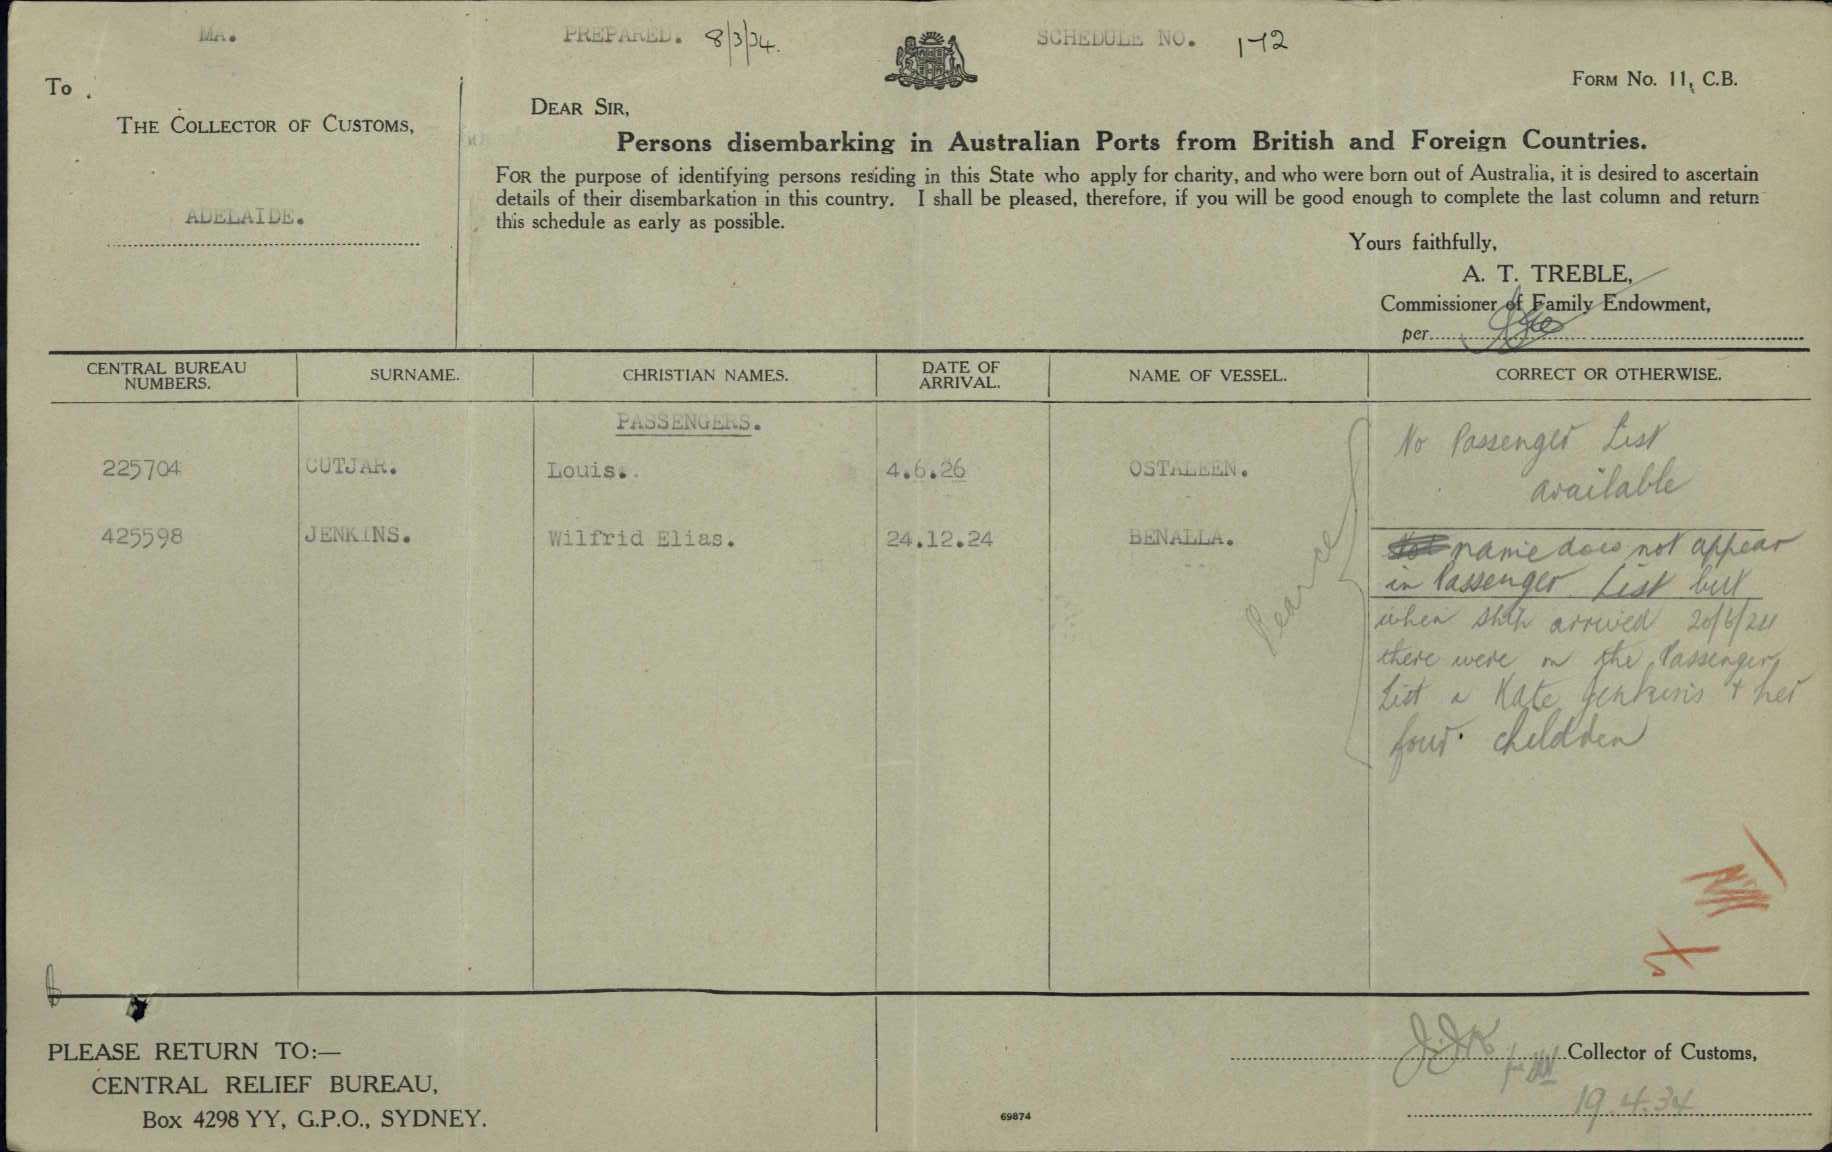 MA.
PREPARED. 8/3/34.
SCHEDULE NO. 172
FORM NO. 11, C.B.
TO
THE COLLECTOR OF CUSTOMS,
ADELAIDE.
DEAR SIR,
Persons disembarking in Australian Ports from British and Foreign Countries.
FOR the purpose of identifying persons residing in this State who apply for charity, and who were born out of Australia, it is desired to ascertain
details of their disembarkation in this country. I shall be pleased, therefore, if you will be good enough to complete the last column and return
this schedule as early as possible.
Yours faithfully,
A. T. TREBLE,
Commissioner of Family Endowment,
per
CENTRAL BUREAU NUMBERS. SURNAME. CHRISTIAN NAMES. DATE OF ARRIVAL. NAME OF VESSEL. CORRECT OR OTHERWISE.
PASSENGERS.
225704 CUTJAR. Louis. 4.6.26 OSTALEEN. No Passenger List
available
425598 JENKINS. Wilfrid Elias. 24.12.24 BENALLA. name does not appear
in Passenger List but
when ship arrived 20/6/24
there were on the Passenger
List a Kate Jenkins + her
four children
Pearce
PLEASE RETURN TO:—
CENTRAL RELIEF BUREAU,
Box 4298 YY, G.P.O., SYDNEY.
69874
Collector of Customs,
19.4.34